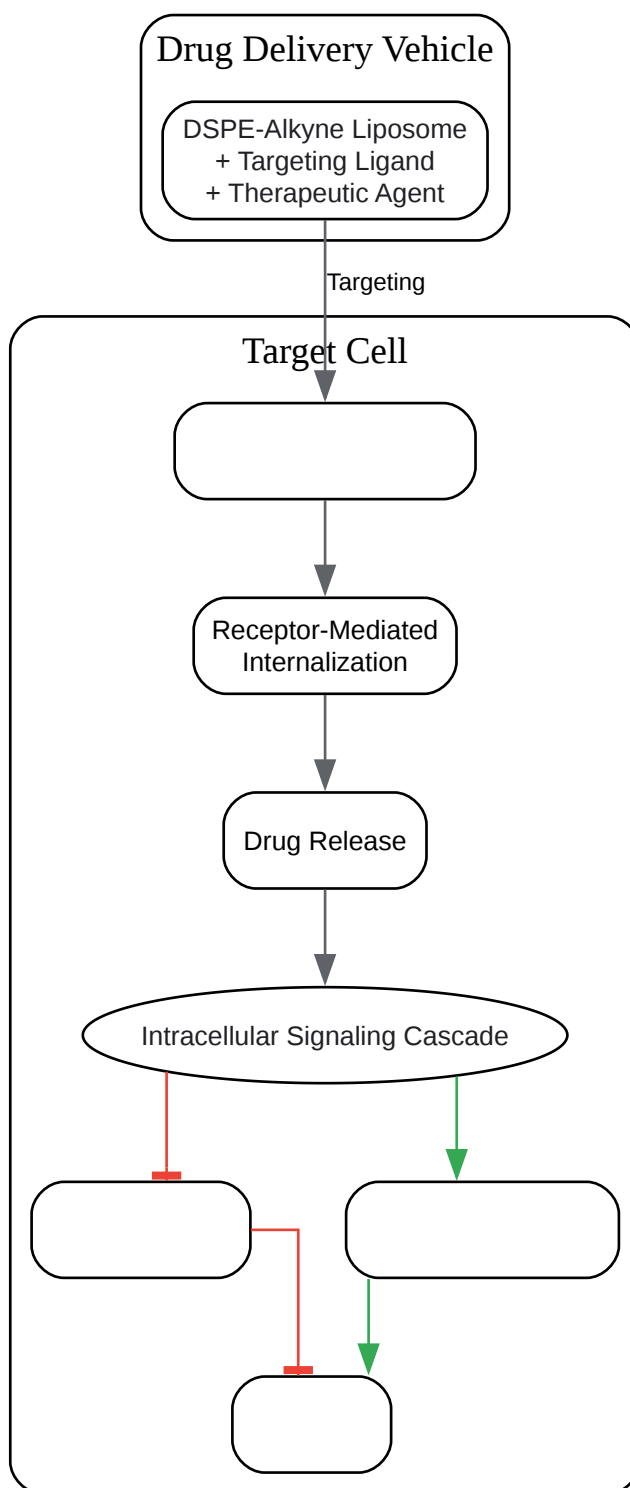 Drug Delivery Vehicle
DSPE-Alkyne Liposome
+ Targeting Ligand
+ Therapeutic Agent
Targeting
Target Cell
Receptor-Mediated
Internalization
Drug Release
Intracellular Signaling Cascade